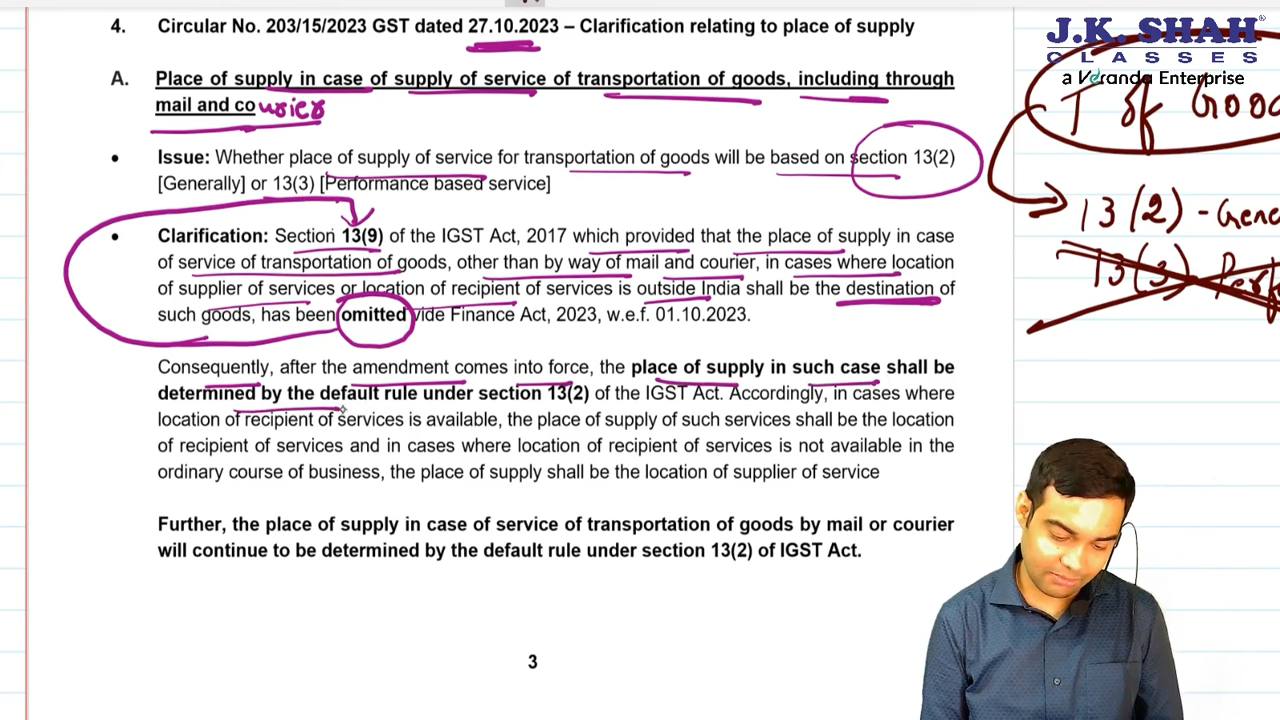 4. Circular No. 203/15/2023 GST dated 27.10.2023 – Clarification relating to place of supply
J.K. SHAH®
CLASSES
a Veranda Enterprise
A. Place of supply in case of supply of service of transportation of goods, including through
mail and courier
T of Good
• Issue: Whether place of supply of service for transportation of goods will be based on section 13(2)
[Generally] or 13(3) [Performance based service]
13(2) - Gene
13(3) Perf
• Clarification: Section 13(9) of the IGST Act, 2017 which provided that the place of supply in case
of service of transportation of goods, other than by way of mail and courier, in cases where location
of supplier of services or location of recipient of services is outside India shall be the destination of
such goods, has been omitted vide Finance Act, 2023, w.e.f. 01.10.2023.
Consequently, after the amendment comes into force, the place of supply in such case shall be
determined by the default rule under section 13(2) of the IGST Act. Accordingly, in cases where
location of recipient of services is available, the place of supply of such services shall be the location
of recipient of services and in cases where location of recipient of services is not available in the
ordinary course of business, the place of supply shall be the location of supplier of service
Further, the place of supply in case of service of transportation of goods by mail or courier
will continue to be determined by the default rule under section 13(2) of IGST Act.
3